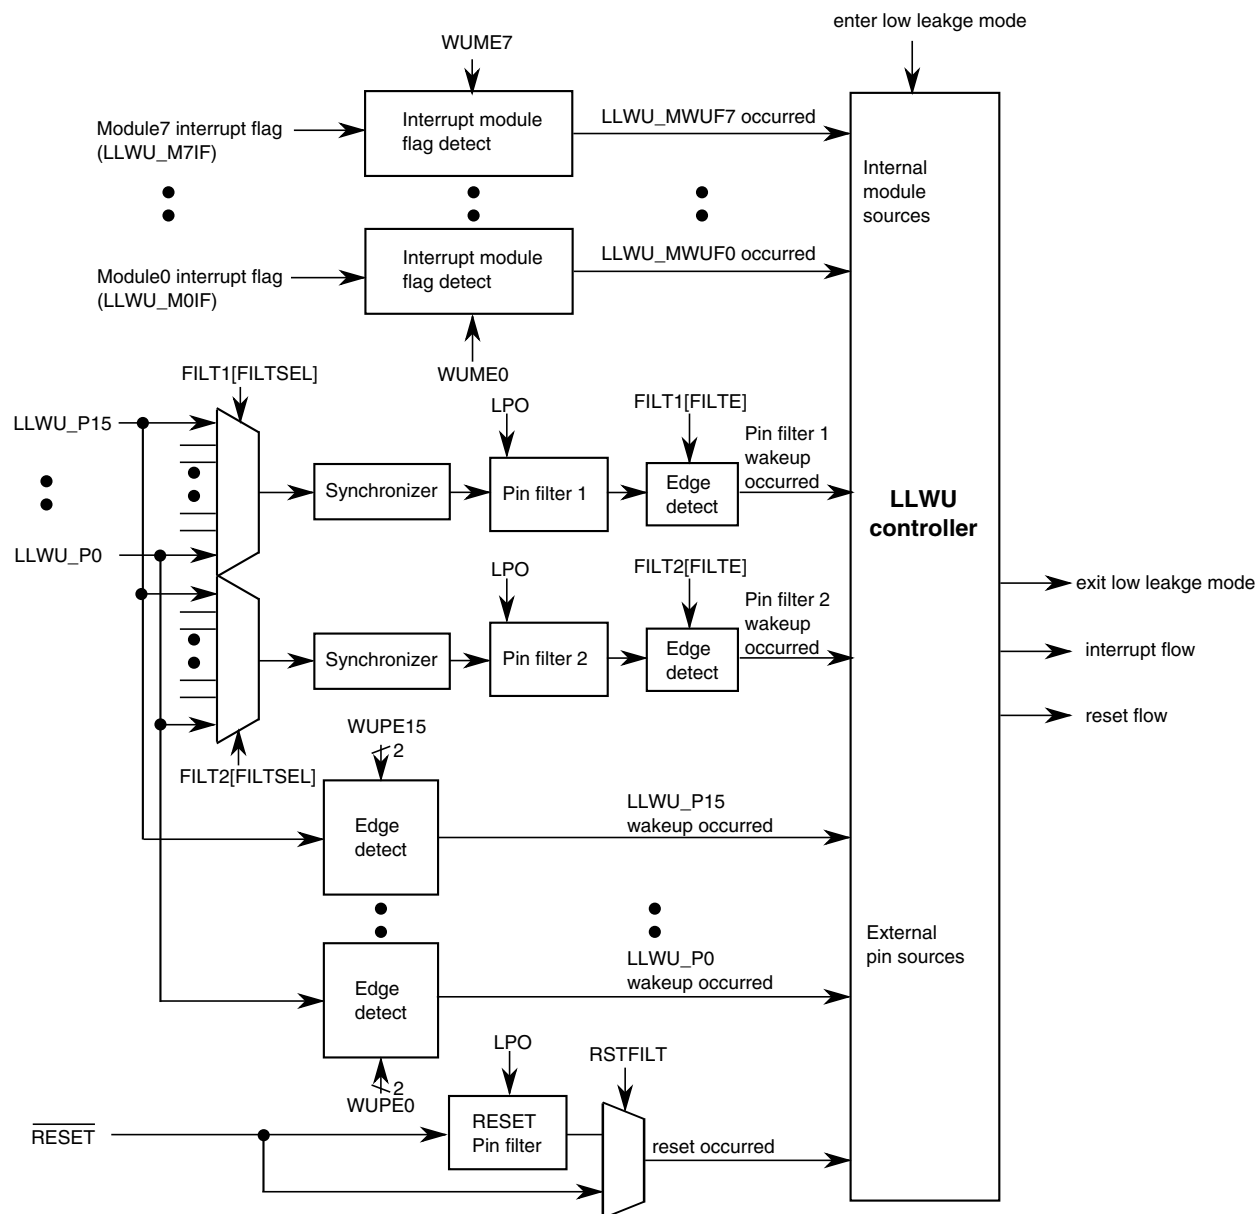 enter low leakge mode
WUME7
Module7 interrupt flag
(LLWU_M7IF)
Interrupt module
flag detect
LLWU_MWUF7 occurred
Internal
module
sources
Module0 interrupt flag
(LLWU_M0IF)
Interrupt module
flag detect
LLWU_MWUF0 occurred
WUME0
FILT1[FILTSEL]
LLWU_P15
LPO
FILT1[FILTE]
Synchronizer
Pin filter 1
Edge
detect
Pin filter 1
wakeup
occurred
LLWU
controller
LLWU_P0
LPO
FILT2[FILTE]
Synchronizer
Pin filter 2
Edge
detect
Pin filter 2
wakeup
occurred
exit low leakge mode
interrupt flow
reset flow
FILT2[FILTSEL]
WUPE15
2
Edge
detect
LLWU_P15
wakeup occurred
External
pin sources
Edge
detect
LLWU_P0
wakeup occurred
2
WUPE0
LPO
RSTFILT
RESET
RESET
Pin filter
reset occurred